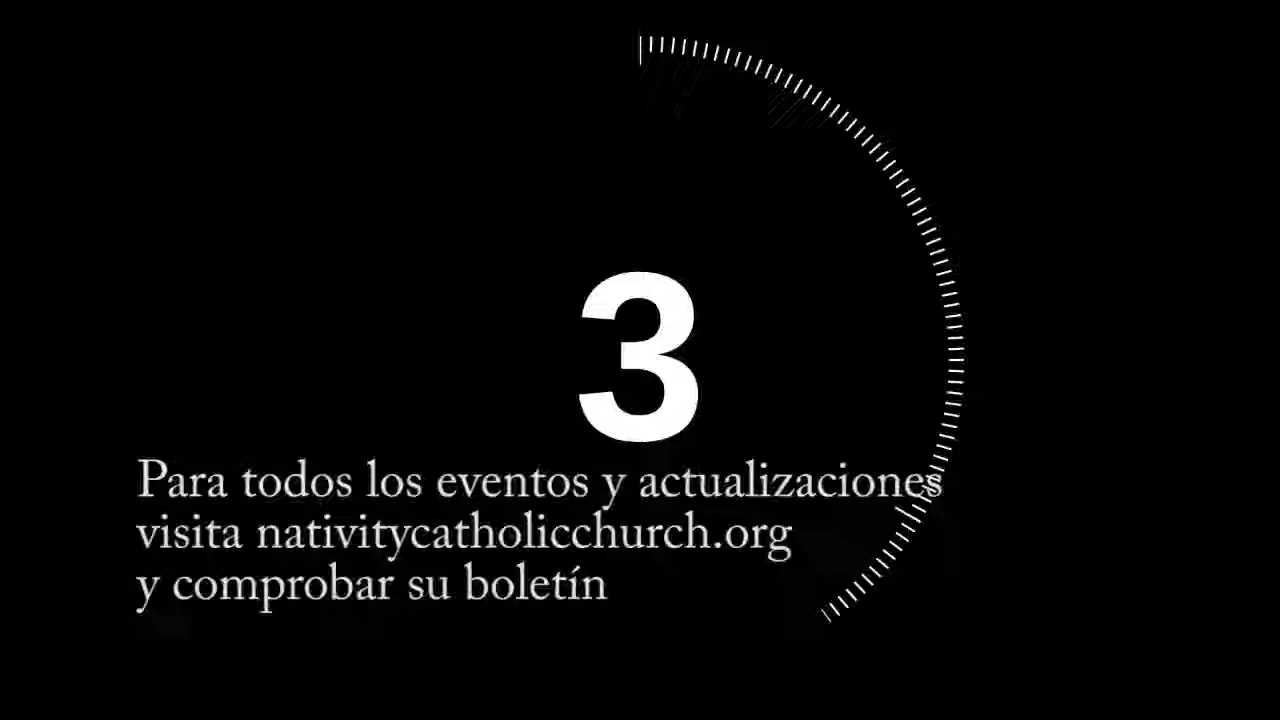 3
Para todos los eventos y actualizaciones
visita nativitycatholicchurch.org
y comprobar su boletín